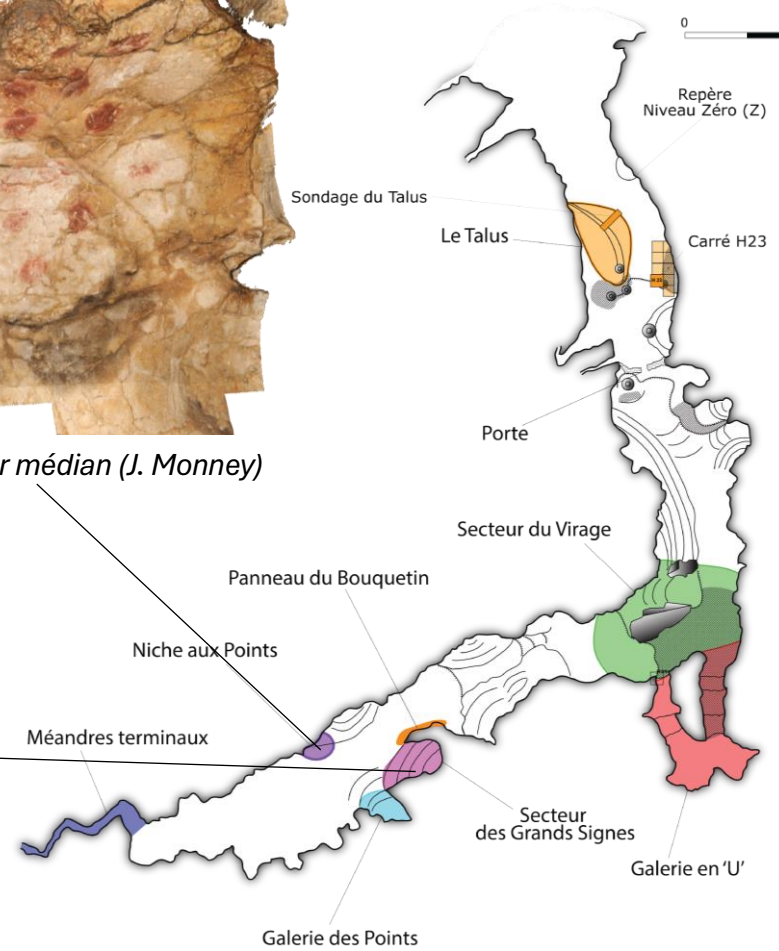 0
Repère
Niveau Zéro (Z)
Sondage du Talus
Le Talus
Carré H23
Porte
r médian (J. Monney)
Secteur du Virage
Panneau du Bouquetin
Niche aux Points
Méandres terminaux
Secteur
des Grands Signes
Galerie en 'U'
Galerie des Points